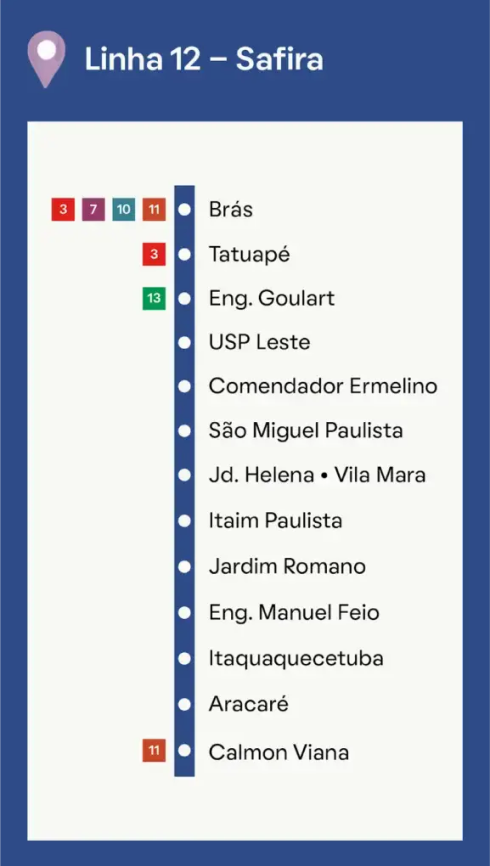 Linha 12 – Safira
3 7 10 11 Brás
3 Tatuapé
13 Eng. Goulart
USP Leste
Comendador Ermelino
São Miguel Paulista
Jd. Helena • Vila Mara
Itaim Paulista
Jardim Romano
Eng. Manuel Feio
Itaquaquecetuba
Aracaré
11 Calmon Viana